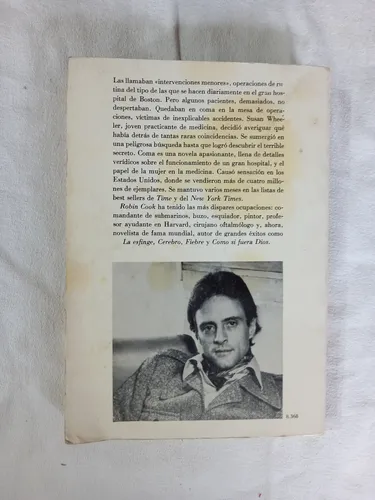 Las llamaban «intervenciones menores», operaciones de ru-
tina del tipo de las que se hacen diariamente en el gran hos-
pital de Boston. Pero algunos pacientes, demasiados, no
despertaban. Quedaban en coma en la mesa de opera-
ciones, víctimas de inexplicables accidentes. Susan Whe-
ler, joven practicante de medicina, decidió averiguar qué
había detrás de tantas raras coincidencias. Se sumergió en
una peligrosa búsqueda hasta que logró descubrir el terrible
secreto. Coma es una novela apasionante, llena de detalles
verídicos sobre el funcionamiento de un gran hospital, y el
papel de la mujer en la medicina. Causó sensación en los
Estados Unidos, donde se vendieron más de cuatro millo-
nes de ejemplares. Se mantuvo varios meses en las listas de
best sellers de Time y del New York Times.
Robin Cook ha tenido las más dispares ocupaciones: co-
mandante de submarinos, buzo, esquiador, pintor, profe-
sor ayudante en Harvard, cirujano oftalmólogo y, ahora,
novelista de fama mundial, autor de grandes éxitos como
La esfinge, Cerebro, Fiebre y Como si fuera Dios.
8.568